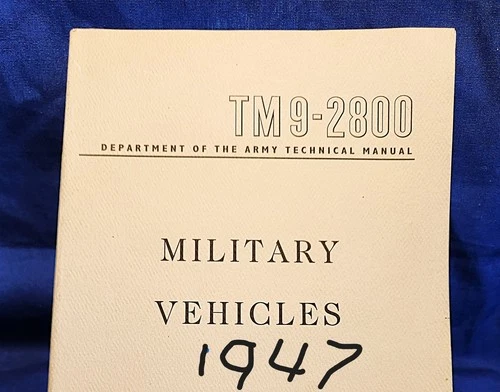 TM 9-2800
DEPARTMENT OF THE ARMY TECHNICAL MANUAL
MILITARY
VEHICLES
1947